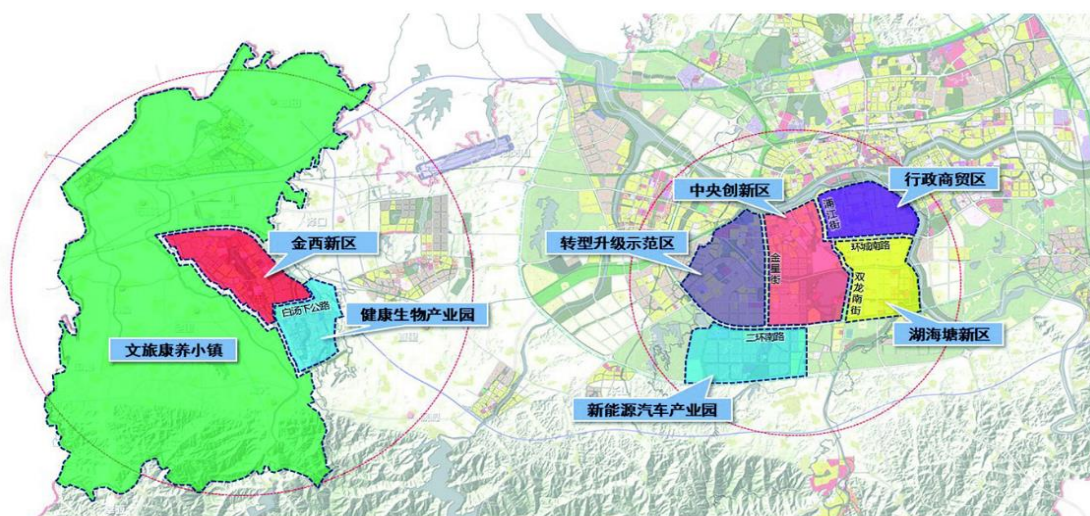 中央创新区
行政商贸区
转型升级示范区
金西新区
健康生物产业园
文旅康养小镇
湖海塘新区
新能源汽车产业园
金星街
环城南路
双龙南街
二环南路
白汤下公路